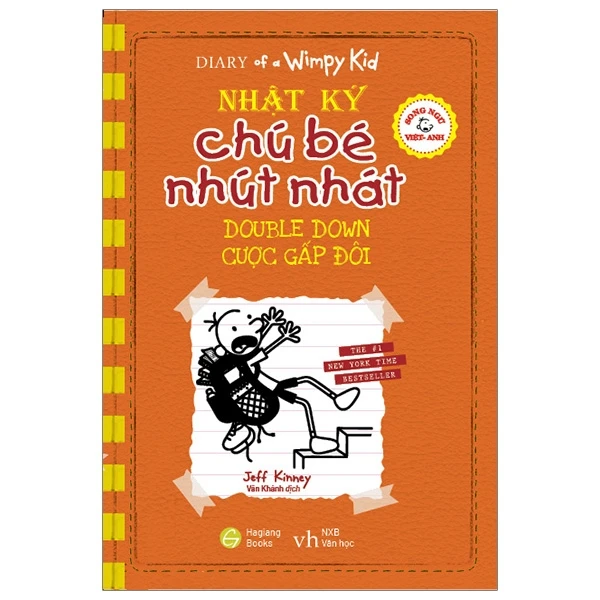 DIARY of a Wimpy Kid
NHẬT KÝ
chú bé
nhút nhát
SONG NGỮ
VIỆT- ANH
DOUBLE DOWN
CƯỢC GẤP ĐÔI
THE #1
NEW YORK TIME
BESTSELLER
Jeff Kinney
Văn Khánh dịch
Hagiang
Books
vh
NXB
Văn học